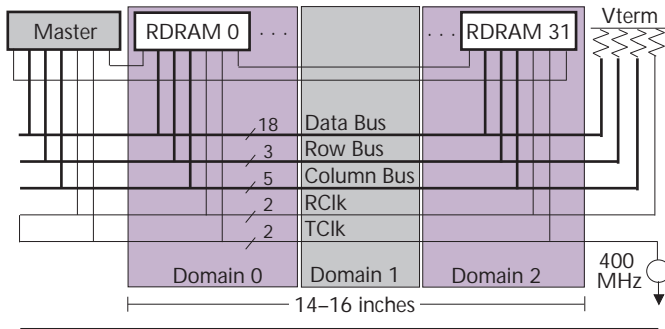 Master
RDRAM 0
. . .
. . .
RDRAM 31
Vterm
18
Data Bus
3
Row Bus
5
Column Bus
2
RClk
2
TClk
400
MHz
Domain 0
Domain 1
Domain 2
14–16 inches